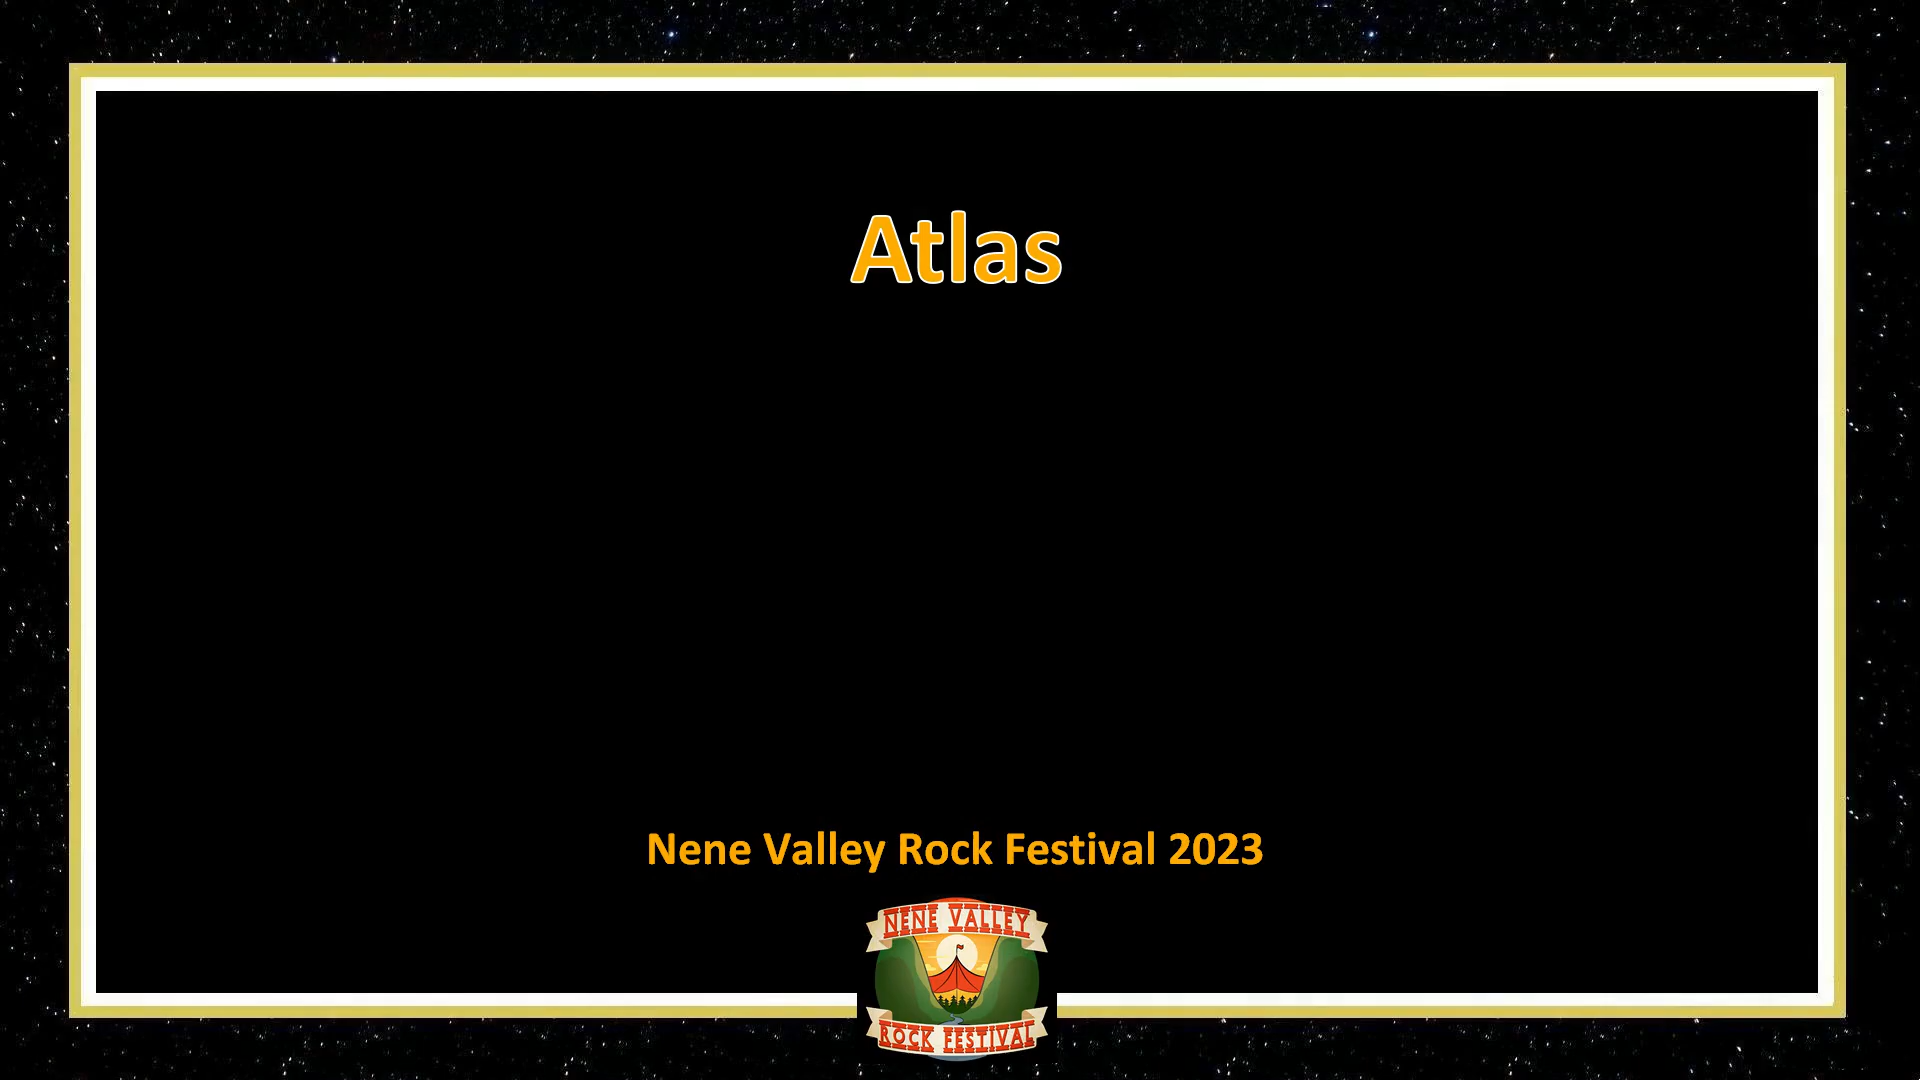 Atlas
Nene Valley Rock Festival 2023
NENE VALLEY
ROCK FESTIVAL